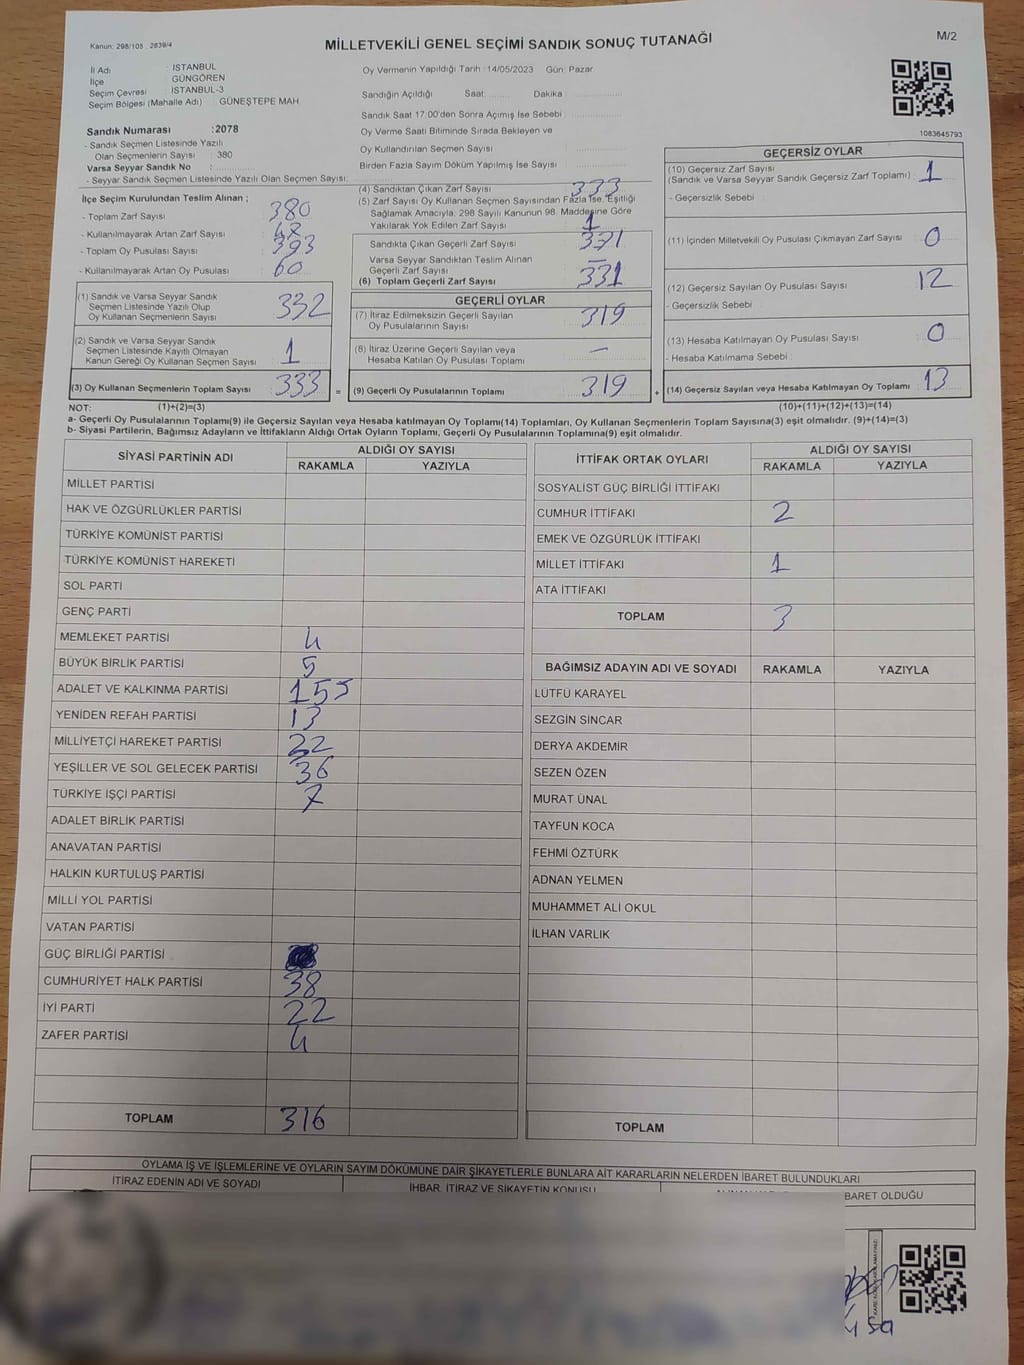 Kanun: 298/105 . 2839/4
MİLLETVEKİLİ GENEL SEÇİMİ SANDIK SONUÇ TUTANAĞI
M/2
İl Adı : İSTANBUL
İlçe GÜNGÖREN
Seçim Çevresi : İSTANBUL-3
Seçim Bölgesi (Mahalle Adı) GÜNEŞTEPE MAH
Sandık Numarası :2078
- Sandık Seçmen Listesinde Yazılı
Olan Seçmenlerin Sayısı : 380
Varsa Seyyar Sandık No :
- Seyyar Sandık Seçmen Listesinde Yazılı Olan Seçmen Sayısı:
Oy Vermenin Yapıldığı Tarih : 14/05/2023 Gün: Pazar
Sandığın Açıldığı Saat: Dakika
Sandık Saat 17:00'den Sonra Açımış İse Sebebi
Oy Verme Saati Bitiminde Sırada Bekleyen ve
Oy Kullandırılan Seçmen Sayısı
Birden Fazla Sayım Döküm Yapılmış İse Sayısı
1083645793
İlçe Seçim Kurulundan Teslim Alınan ;
- Toplam Zarf Sayısı 380
- Kullanılmayarak Artan Zarf Sayısı
- Toplam Oy Pusulası Sayısı 393
- Kullanılmayarak Artan Oy Pusulası 60
(1) Sandık ve Varsa Seyyar Sandık
Seçmen Listesinde Yazılı Olup
Oy Kullanan Seçmenlerin Sayısı 332
(2) Sandık ve Varsa Seyyar Sandık
Seçmen Listesinde Kayıtlı Olmayan
Kanun Gereği Oy Kullanan Seçmen Sayısı 1
(3) Oy Kullanan Seçmenlerin Toplam Sayısı 333 =
(4) Sandıktan Çıkan Zarf Sayısı 333
(5) Zarf Sayısı Oy Kullanan Seçmen Sayısından Fazla İse, Eşitliği
Sağlamak Amacıyla, 298 Sayılı Kanunun 98. Maddesine Göre
Yakılarak Yok Edilen Zarf Sayısı 1
Sandıkta Çıkan Geçerli Zarf Sayısı 331
Varsa Seyyar Sandıktan Teslim Alınan
Geçerli Zarf Sayısı –
(6) Toplam Geçerli Zarf Sayısı 331
GEÇERLİ OYLAR
(7) İtiraz Edilmeksizin Geçerli Sayılan
Oy Pusulalarının Sayısı 319
(8) İtiraz Üzerine Geçerli Sayılan veya
Hesaba Katılan Oy Pusulası Toplamı –
(9) Geçerli Oy Pusulalarının Toplamı 319 +
GEÇERSİZ OYLAR
(10) Geçersiz Zarf Sayısı
(Sandık ve Varsa Seyyar Sandık Geçersiz Zarf Toplamı) 1
- Geçersizlik Sebebi
(11) İçinden Milletvekili Oy Pusulası Çıkmayan Zarf Sayısı 0
(12) Geçersiz Sayılan Oy Pusulası Sayısı 12
- Geçersizlik Sebebi
(13) Hesaba Katılmayan Oy Pusulası Sayısı 0
- Hesaba Katılmama Sebebi :
(14) Geçersiz Sayılan veya Hesaba Katılmayan Oy Toplamı 13
NOT: (1)+(2)=(3) (10)+(11)+(12)+(13)=(14)
a- Geçerli Oy Pusulalarının Toplamı(9) ile Geçersiz Sayılan veya Hesaba katılmayan Oy Toplamı(14) Toplamları, Oy Kullanan Seçmenlerin Toplam Sayısına(3) eşit olmalıdır. (9)+(14)=(3)
b- Siyasi Partilerin, Bağımsız Adayların ve İttifakların Aldığı Ortak Oyların Toplamı, Geçerli Oy Pusulalarının Toplamına(9) eşit olmalıdır.
SİYASİ PARTİNİN ADI ALDIĞI OY SAYISI
RAKAMLA YAZIYLA
MİLLET PARTİSİ
HAK VE ÖZGÜRLÜKLER PARTİSİ
TÜRKİYE KOMÜNİST PARTİSİ
TÜRKİYE KOMÜNİST HAREKETİ
SOL PARTİ
GENÇ PARTİ
MEMLEKET PARTİSİ 4
BÜYÜK BİRLİK PARTİSİ 5
ADALET VE KALKINMA PARTİSİ 155
YENİDEN REFAH PARTİSİ 13
MİLLİYETÇİ HAREKET PARTİSİ 22
YEŞİLLER VE SOL GELECEK PARTİSİ 36
TÜRKİYE İŞÇİ PARTİSİ 7
ADALET BİRLİK PARTİSİ
ANAVATAN PARTİSİ
HALKIN KURTULUŞ PARTİSİ
MİLLİ YOL PARTİSİ
VATAN PARTİSİ
GÜÇ BİRLİĞİ PARTİSİ
CUMHURİYET HALK PARTİSİ 38
İYİ PARTİ 22
ZAFER PARTİSİ 4
TOPLAM 316
İTTİFAK ORTAK OYLARI ALDIĞI OY SAYISI
RAKAMLA YAZIYLA
SOSYALİST GÜÇ BİRLİĞİ İTTİFAKI
CUMHUR İTTİFAKI 2
EMEK VE ÖZGÜRLÜK İTTİFAKI
MİLLET İTTİFAKI 1
ATA İTTİFAKI
TOPLAM 3
BAĞIMSIZ ADAYIN ADI VE SOYADI RAKAMLA YAZIYLA
LÜTFÜ KARAYEL
SEZGİN SİNCAR
DERYA AKDEMİR
SEZEN ÖZEN
MURAT ÜNAL
TAYFUN KOCA
FEHMİ ÖZTÜRK
ADNAN YELMEN
MUHAMMET ALİ OKUL
İLHAN VARLIK
TOPLAM
OYLAMA İŞ VE İŞLEMLERİNE VE OYLARIN SAYIM DÖKÜMÜNE DAİR ŞİKAYETLERLE BUNLARA AİT KARARLARIN NELERDEN İBARET BULUNDUKLARI
İTİRAZ EDENİN ADI VE SOYADI İHBAR, İTİRAZ VE ŞİKAYETİN KONUSU İBARET OLDUĞU